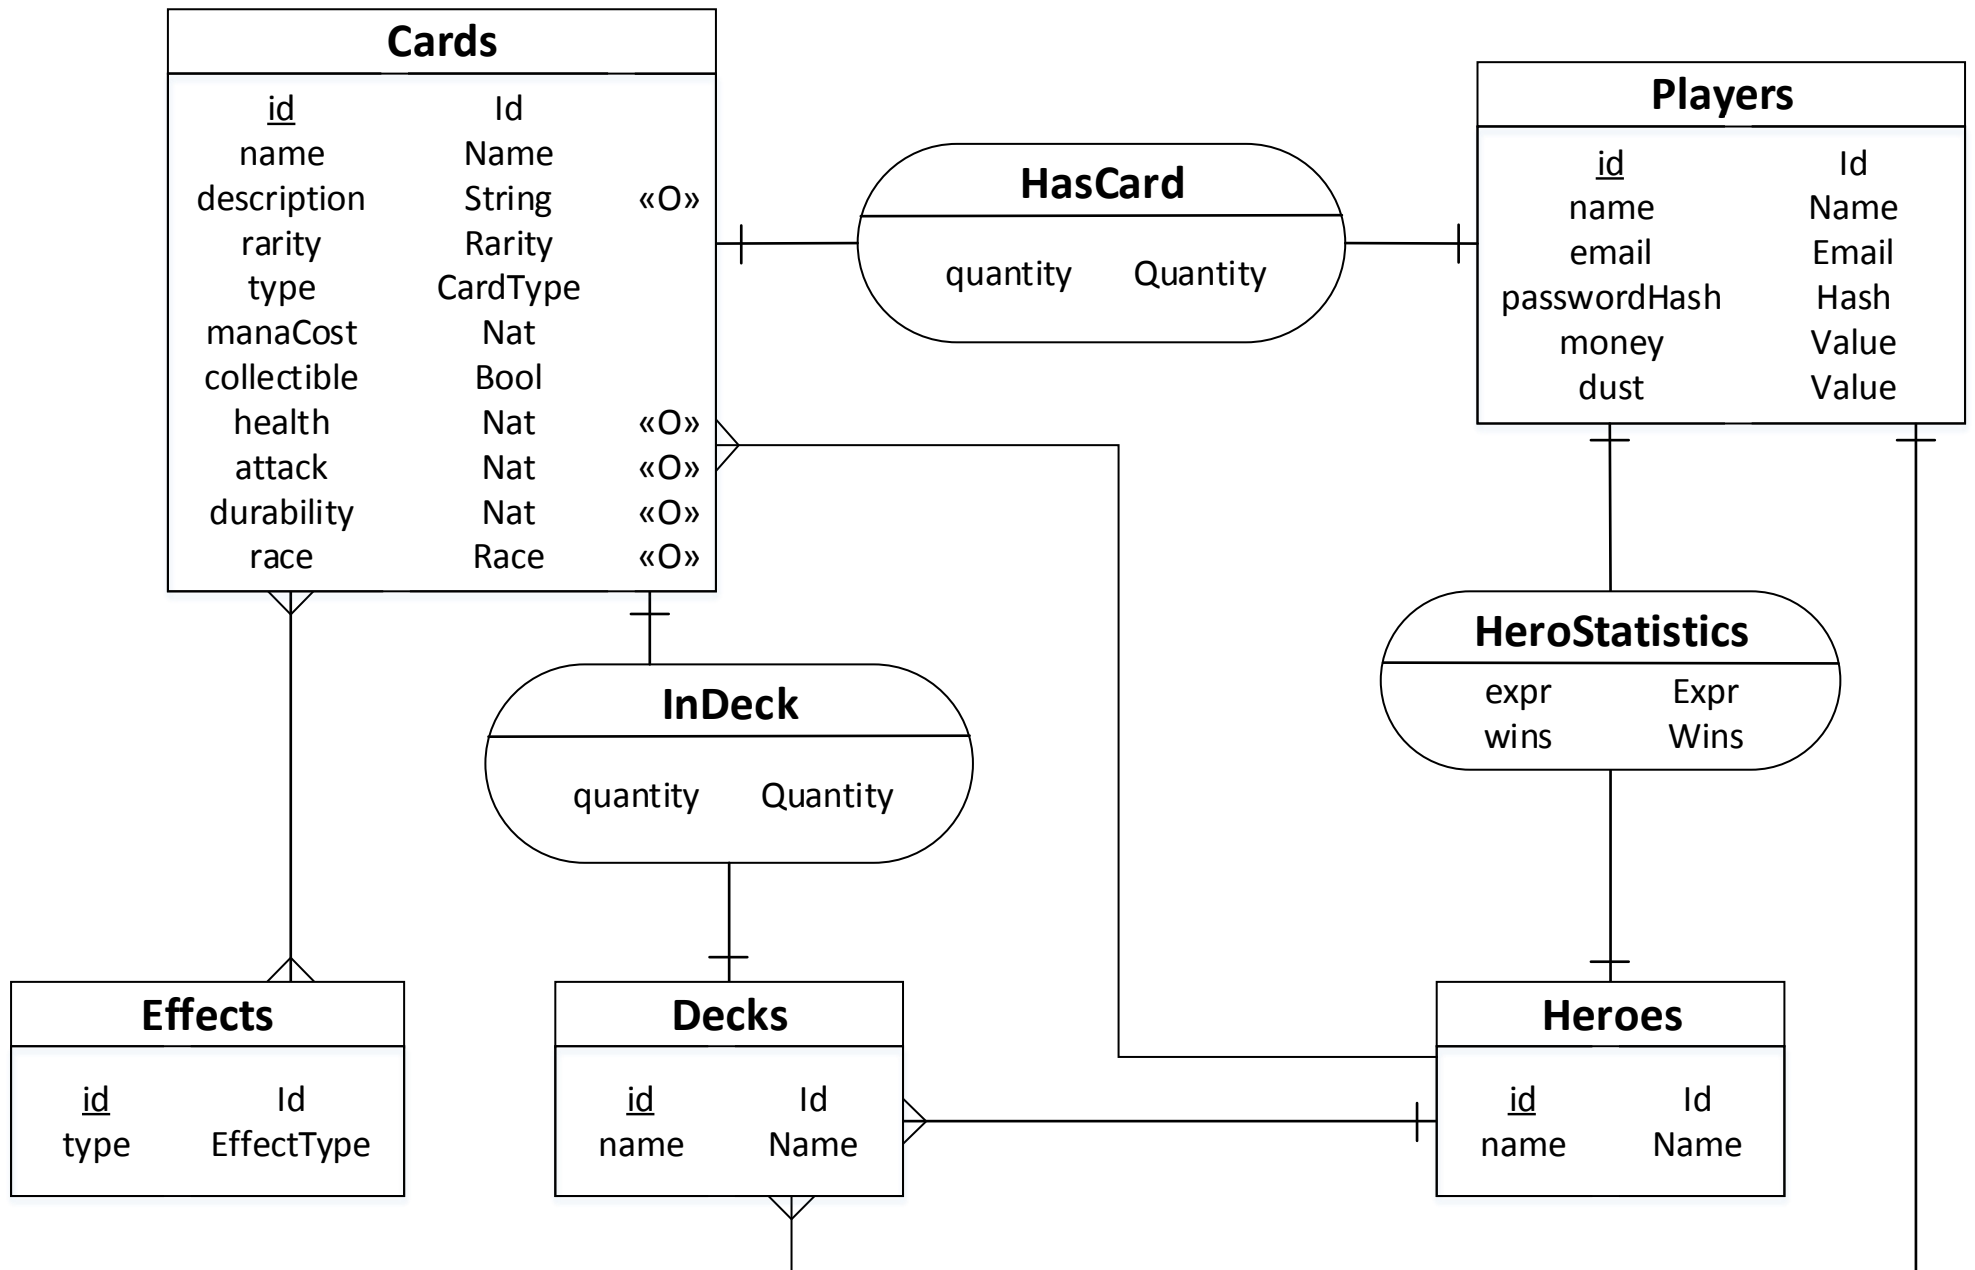 Cards
id Id
name Name
description String «O»
rarity Rarity
type CardType
manaCost Nat
collectible Bool
health Nat «O»
attack Nat «O»
durability Nat «O»
race Race «O»
HasCard
quantity Quantity
Players
id Id
name Name
email Email
passwordHash Hash
money Value
dust Value
InDeck
quantity Quantity
HeroStatistics
expr Expr
wins Wins
Effects
id Id
type EffectType
Decks
id Id
name Name
Heroes
id Id
name Name